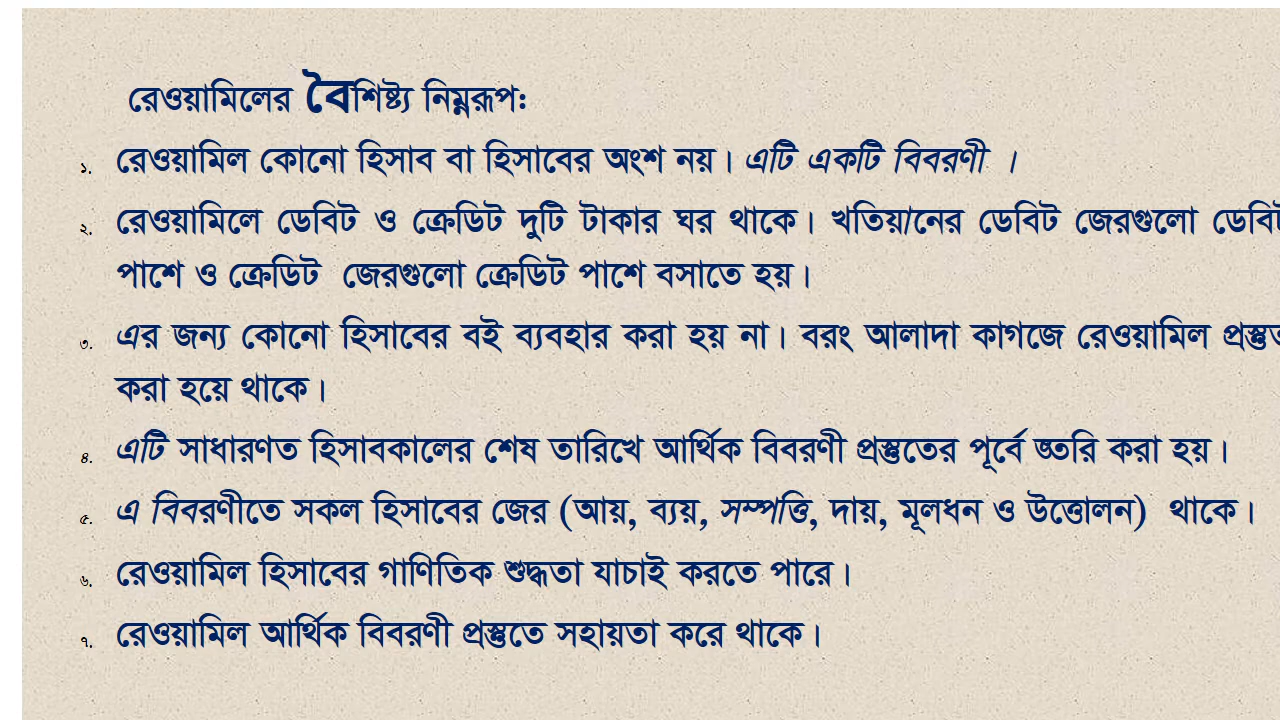 রেওয়ামিলের বৈশিষ্ট্য নিম্নরূপ:
১. রেওয়ামিল কোনো হিসাব বা হিসাবের অংশ নয়। এটি একটি বিবরণী ।
২. রেওয়ামিলে ডেবিট ও ক্রেডিট দুটি টাকার ঘর থাকে। খতিয়ানের ডেবিট জেরগুলো ডেবিট
পাশে ও ক্রেডিট জেরগুলো ক্রেডিট পাশে বসাতে হয়।
৩. এর জন্য কোনো হিসাবের বই ব্যবহার করা হয় না। বরং আলাদা কাগজে রেওয়ামিল প্রস্তুত
করা হয়ে থাকে।
৪. এটি সাধারণত হিসাবকালের শেষ তারিখে আর্থিক বিবরণী প্রস্তুতের পূর্বে তৈরি করা হয়।
৫. এ বিবরণীতে সকল হিসাবের জের (আয়, ব্যয়, সম্পত্তি, দায়, মূলধন ও উত্তোলন) থাকে।
৬. রেওয়ামিল হিসাবের গাণিতিক শুদ্ধতা যাচাই করতে পারে।
৭. রেওয়ামিল আর্থিক বিবরণী প্রস্তুতে সহায়তা করে থাকে।